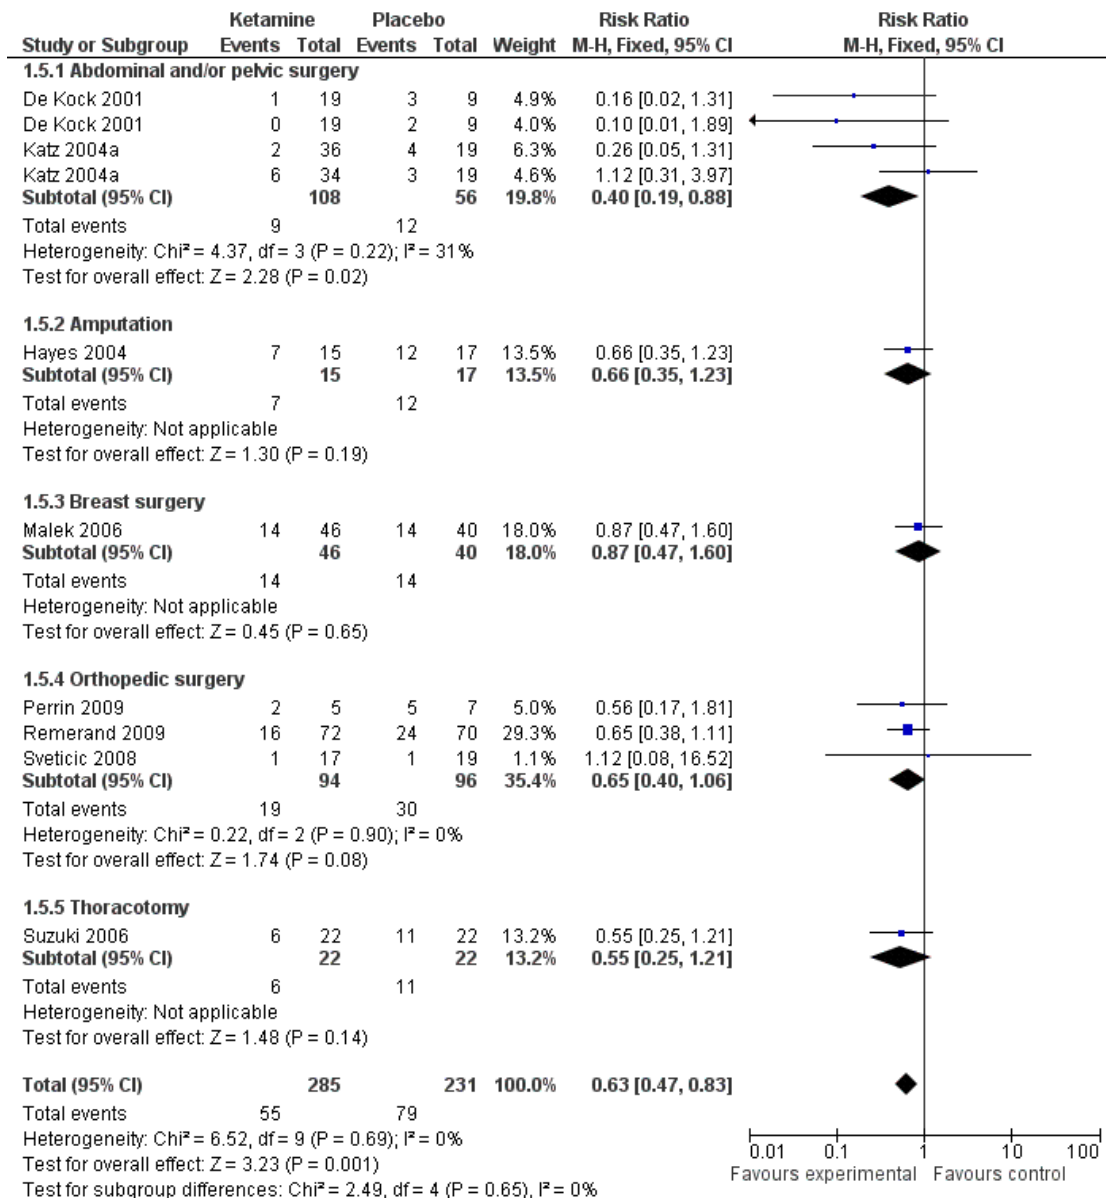 Ketamine Placebo Risk Ratio Risk Ratio
Study or Subgroup Events Total Events Total Weight M-H, Fixed, 95% CI M-H, Fixed, 95% CI
1.5.1 Abdominal and/or pelvic surgery
De Kock 2001 1 19 3 9 4.9% 0.16 [0.02, 1.31]
De Kock 2001 0 19 2 9 4.0% 0.10 [0.01, 1.89]
Katz 2004a 2 36 4 19 6.3% 0.26 [0.05, 1.31]
Katz 2004a 6 34 3 19 4.6% 1.12 [0.31, 3.97]
Subtotal (95% CI) 108 56 19.8% 0.40 [0.19, 0.88]
Total events 9 12
Heterogeneity: Chi² = 4.37, df = 3 (P = 0.22); I² = 31%
Test for overall effect: Z = 2.28 (P = 0.02)
1.5.2 Amputation
Hayes 2004 7 15 12 17 13.5% 0.66 [0.35, 1.23]
Subtotal (95% CI) 15 17 13.5% 0.66 [0.35, 1.23]
Total events 7 12
Heterogeneity: Not applicable
Test for overall effect: Z = 1.30 (P = 0.19)
1.5.3 Breast surgery
Malek 2006 14 46 14 40 18.0% 0.87 [0.47, 1.60]
Subtotal (95% CI) 46 40 18.0% 0.87 [0.47, 1.60]
Total events 14 14
Heterogeneity: Not applicable
Test for overall effect: Z = 0.45 (P = 0.65)
1.5.4 Orthopedic surgery
Perrin 2009 2 5 5 7 5.0% 0.56 [0.17, 1.81]
Remerand 2009 16 72 24 70 29.3% 0.65 [0.38, 1.11]
Sveticic 2008 1 17 1 19 1.1% 1.12 [0.08, 16.52]
Subtotal (95% CI) 94 96 35.4% 0.65 [0.40, 1.06]
Total events 19 30
Heterogeneity: Chi² = 0.22, df = 2 (P = 0.90); I² = 0%
Test for overall effect: Z = 1.74 (P = 0.08)
1.5.5 Thoracotomy
Suzuki 2006 6 22 11 22 13.2% 0.55 [0.25, 1.21]
Subtotal (95% CI) 22 22 13.2% 0.55 [0.25, 1.21]
Total events 6 11
Heterogeneity: Not applicable
Test for overall effect: Z = 1.48 (P = 0.14)
Total (95% CI) 285 231 100.0% 0.63 [0.47, 0.83]
Total events 55 79
Heterogeneity: Chi² = 6.52, df = 9 (P = 0.69); I² = 0%
Test for overall effect: Z = 3.23 (P = 0.001)
Test for subgroup differences: Chi² = 2.49, df = 4 (P = 0.65), I² = 0%
0.01 0.1 1 10 100
Favours experimental Favours control